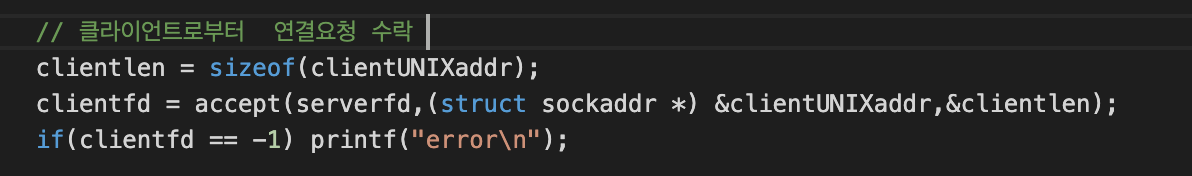 // 클라이언트로부터  연결요청 수락
clientlen = sizeof(clientUNIXaddr);
clientfd = accept(serverfd,(struct sockaddr *) &clientUNIXaddr,&clientlen);
if(clientfd == -1) printf("error\n");